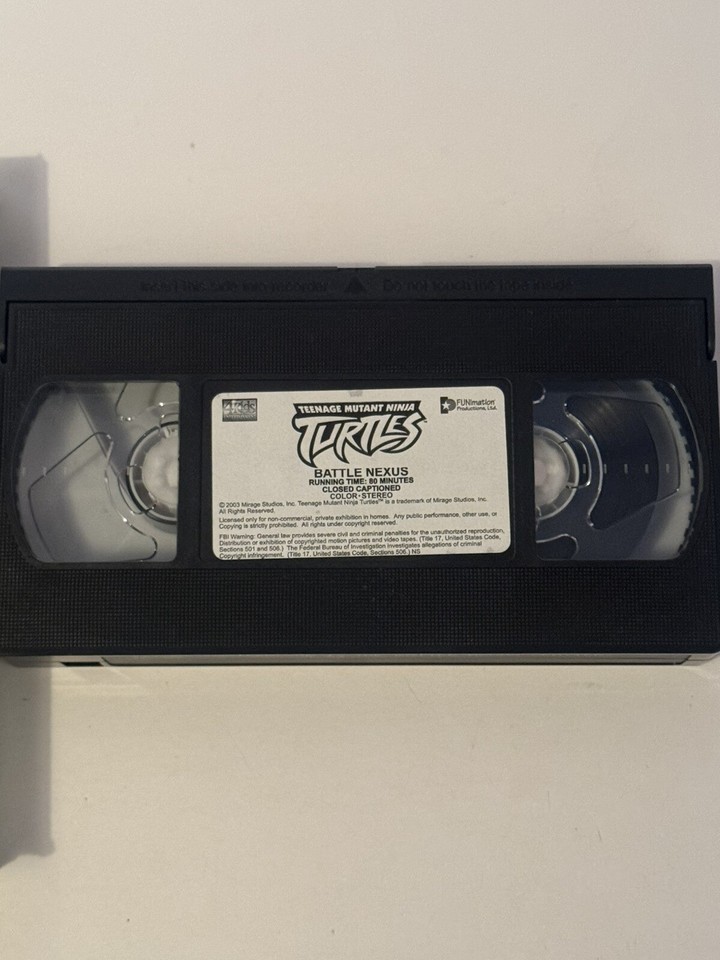 Insert this side into recorder ▲ Do not touch the tape inside
4Kids
TEENAGE MUTANT NINJA
TURTLES
FUNimation
Productions, Ltd.
BATTLE NEXUS
RUNNING TIME: 80 MINUTES
CLOSED CAPTIONED
COLOR•STEREO
© 2003 Mirage Studios, Inc. Teenage Mutant Ninja Turtles™ is a trademark of Mirage Studios, Inc.
All Rights Reserved.
Licensed only for non-commercial, private exhibition in homes. Any public performance, other use, or
Copying is strictly prohibited. All rights under copyright reserved.
FBI Warning: General law provides severe civil and criminal penalties for the unauthorized reproduction,
Distribution or exhibition of copyrighted motion pictures and video tapes. (Title 17, United States Code,
Sections 501 and 506.) The Federal Bureau of Investigation investigates allegations of criminal
Copyright infringement. (Title 17, United States Code, Sections 506.) NS